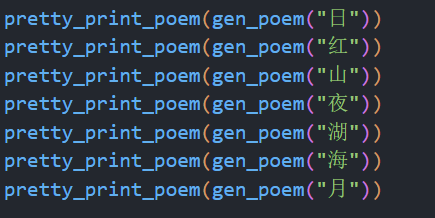 pretty_print_poem(gen_poem("日"))
pretty_print_poem(gen_poem("红"))
pretty_print_poem(gen_poem("山"))
pretty_print_poem(gen_poem("夜"))
pretty_print_poem(gen_poem("湖"))
pretty_print_poem(gen_poem("海"))
pretty_print_poem(gen_poem("月"))